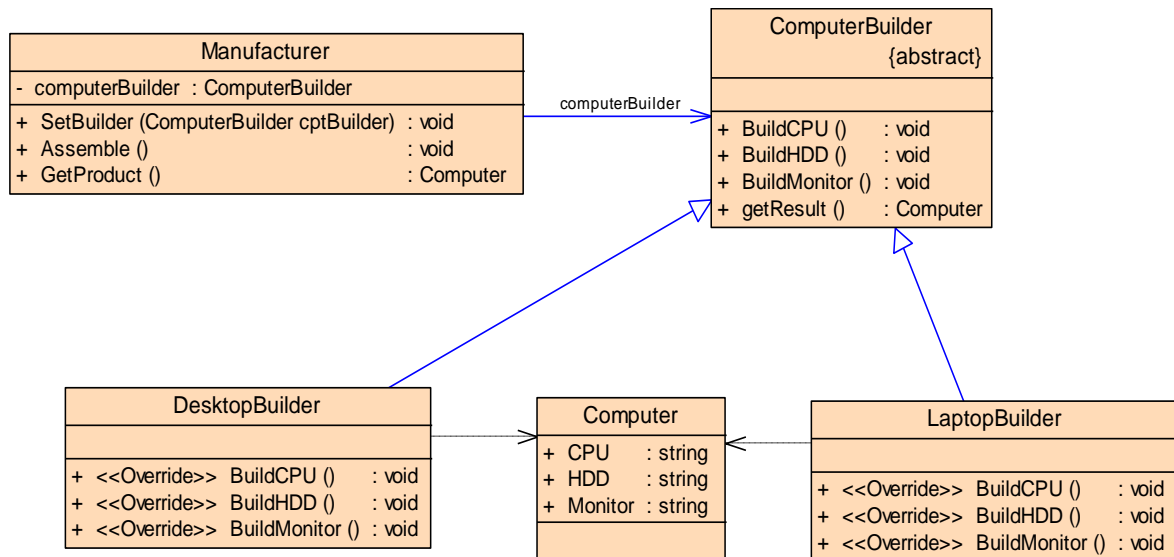 Manufacturer
- computerBuilder : ComputerBuilder
+ SetBuilder (ComputerBuilder cptBuilder) : void
+ Assemble () : void
+ GetProduct () : Computer
computerBuilder
ComputerBuilder
{abstract}
+ BuildCPU () : void
+ BuildHDD () : void
+ BuildMonitor () : void
+ getResult () : Computer
DesktopBuilder
+ <<Override>> BuildCPU () : void
+ <<Override>> BuildHDD () : void
+ <<Override>> BuildMonitor () : void
Computer
+ CPU : string
+ HDD : string
+ Monitor : string
LaptopBuilder
+ <<Override>> BuildCPU () : void
+ <<Override>> BuildHDD () : void
+ <<Override>> BuildMonitor () : void